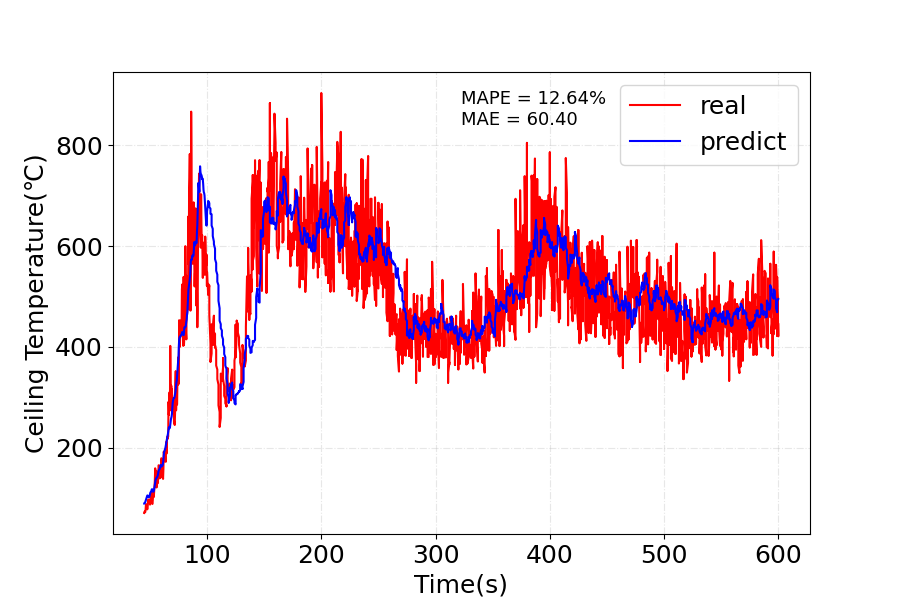 MAPE = 12.64%
MAE = 60.40
real
predict
Ceiling Temperature(℃)
800
600
400
200
100 200 300 400 500 600
Time(s)